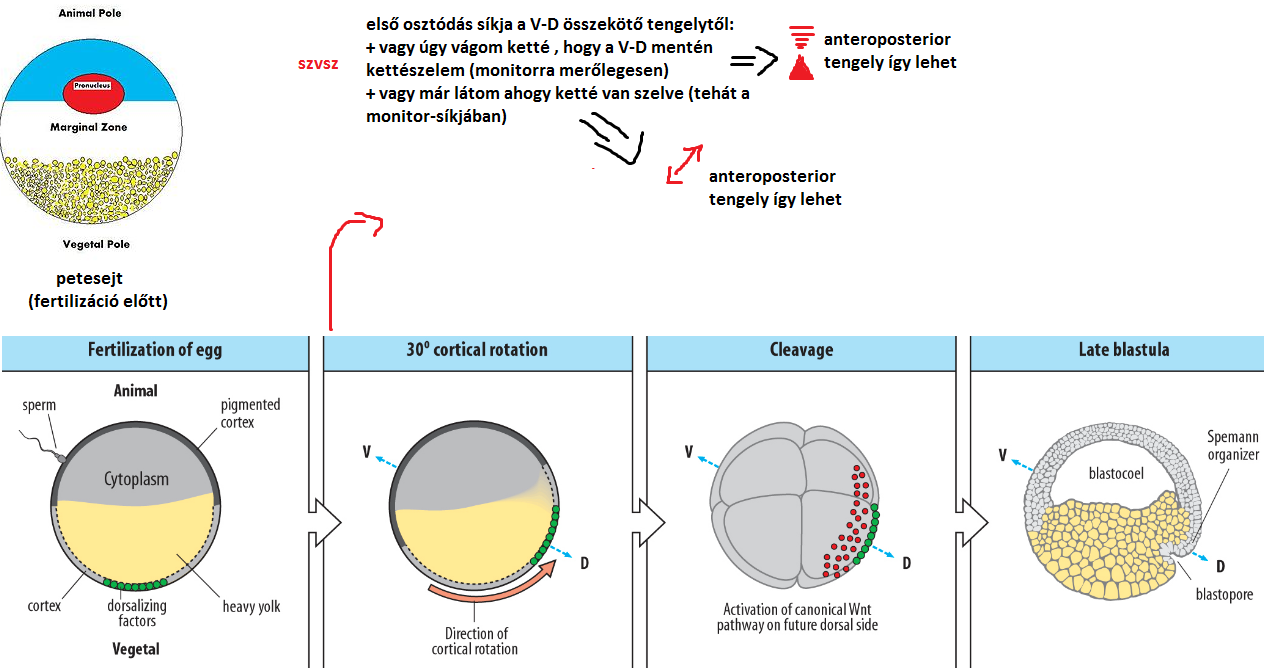 Animal Pole
Pronucleus
Marginal Zone
Vegetal Pole
petesejt
(fertilizáció előtt)
szvsz
első osztódás síkja a V-D összekötő tengelytől:
+ vagy úgy vágom ketté , hogy a V-D mentén
kettészelem (monitorra merőlegesen)
+ vagy már látom ahogy ketté van szelve (tehát a
monitor-síkjában)
anteroposterior
tengely így lehet
anteroposterior
tengely így lehet
Fertilization of egg
Animal
sperm
pigmented
cortex
Cytoplasm
cortex
dorsalizing
factors
heavy yolk
Vegetal
30⁰ cortical rotation
V
D
Direction of
cortical rotation
Cleavage
V
D
Activation of canonical Wnt
pathway on future dorsal side
Late blastula
V
blastocoel
Spemann
organizer
D
blastopore